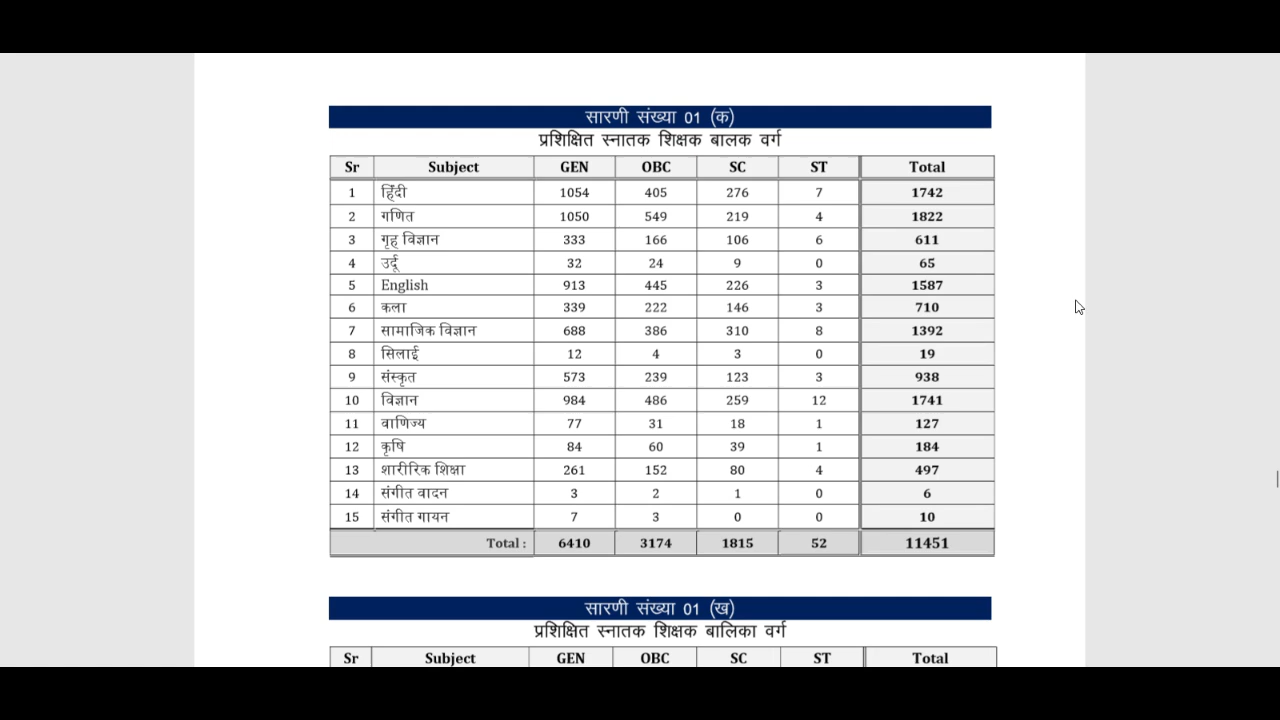 सारणी संख्या 01 (क)
प्रशिक्षित स्नातक शिक्षक बालक वर्ग
Sr Subject GEN OBC SC ST Total
1 हिंदी 1054 405 276 7 1742
2 गणित 1050 549 219 4 1822
3 गृह विज्ञान 333 166 106 6 611
4 उर्दू 32 24 9 0 65
5 English 913 445 226 3 1587
6 कला 339 222 146 3 710
7 सामाजिक विज्ञान 688 386 310 8 1392
8 सिलाई 12 4 3 0 19
9 संस्कृत 573 239 123 3 938
10 विज्ञान 984 486 259 12 1741
11 वाणिज्य 77 31 18 1 127
12 कृषि 84 60 39 1 184
13 शारीरिक शिक्षा 261 152 80 4 497
14 संगीत वादन 3 2 1 0 6
15 संगीत गायन 7 3 0 0 10
Total : 6410 3174 1815 52 11451
सारणी संख्या 01 (ख)
प्रशिक्षित स्नातक शिक्षक बालिका वर्ग
Sr Subject GEN OBC SC ST Total